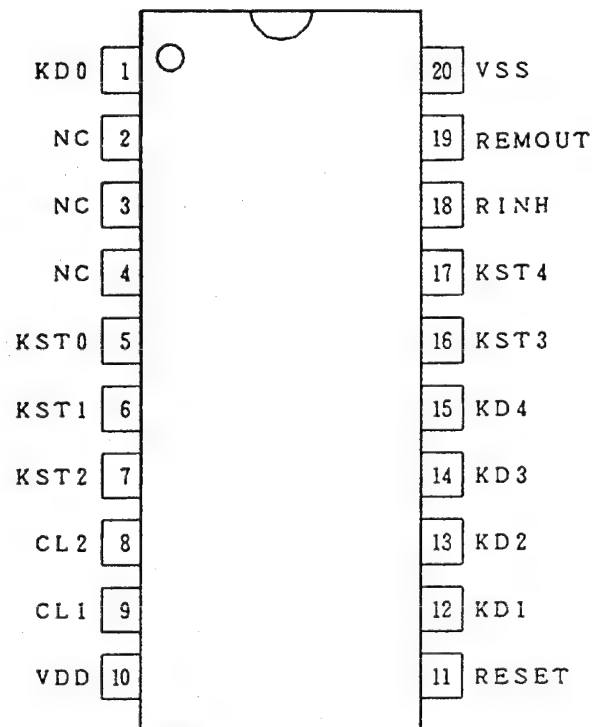 KD0 1 20 VSS
NC 2 19 REMOUT
NC 3 18 RINH
NC 4 17 KST4
KST0 5 16 KST3
KST1 6 15 KD4
KST2 7 14 KD3
CL2 8 13 KD2
CL1 9 12 KD1
VDD 10 11 RESET